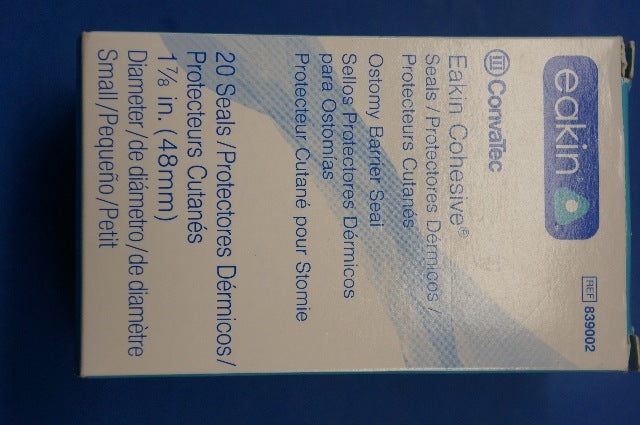 eakin
REF 839002
ConvaTec
Eakin Cohesive®
Seals / Protectores Dérmicos /
Protecteurs Cutanés
Ostomy Barrier Seal
Sellos Protectores Dérmicos
para Ostomías
Protecteur Cutané pour Stomie
20 Seals / Protectores Dérmicos /
Protecteurs Cutanés
1 7/8 in. (48mm)
Diameter / de diámetro / de diamètre
Small / Pequeño / Petit